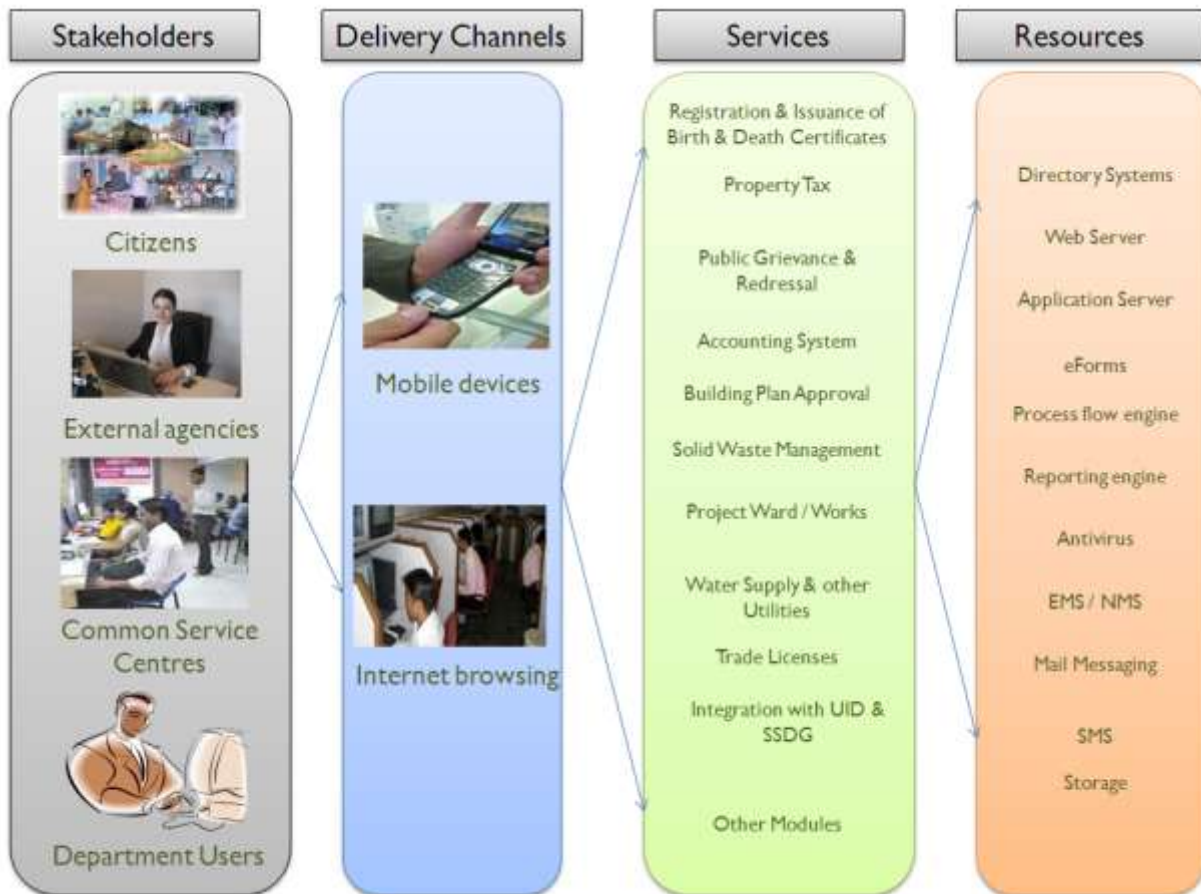 Stakeholders
Citizens
External agencies
Common Service
Centres
Department Users
Delivery Channels
Mobile devices
Internet browsing
Services
Registration & Issuance of
Birth & Death Certificates
Property Tax
Public Grievance &
Redressal
Accounting System
Building Plan Approval
Solid Waste Management
Project Ward / Works
Water Supply & other
Utilities
Trade Licenses
Integration with UID &
SSDG
Other Modules
Resources
Directory Systems
Web Server
Application Server
eForms
Process flow engine
Reporting engine
Antivirus
EMS / NMS
Mail Messaging
SMS
Storage